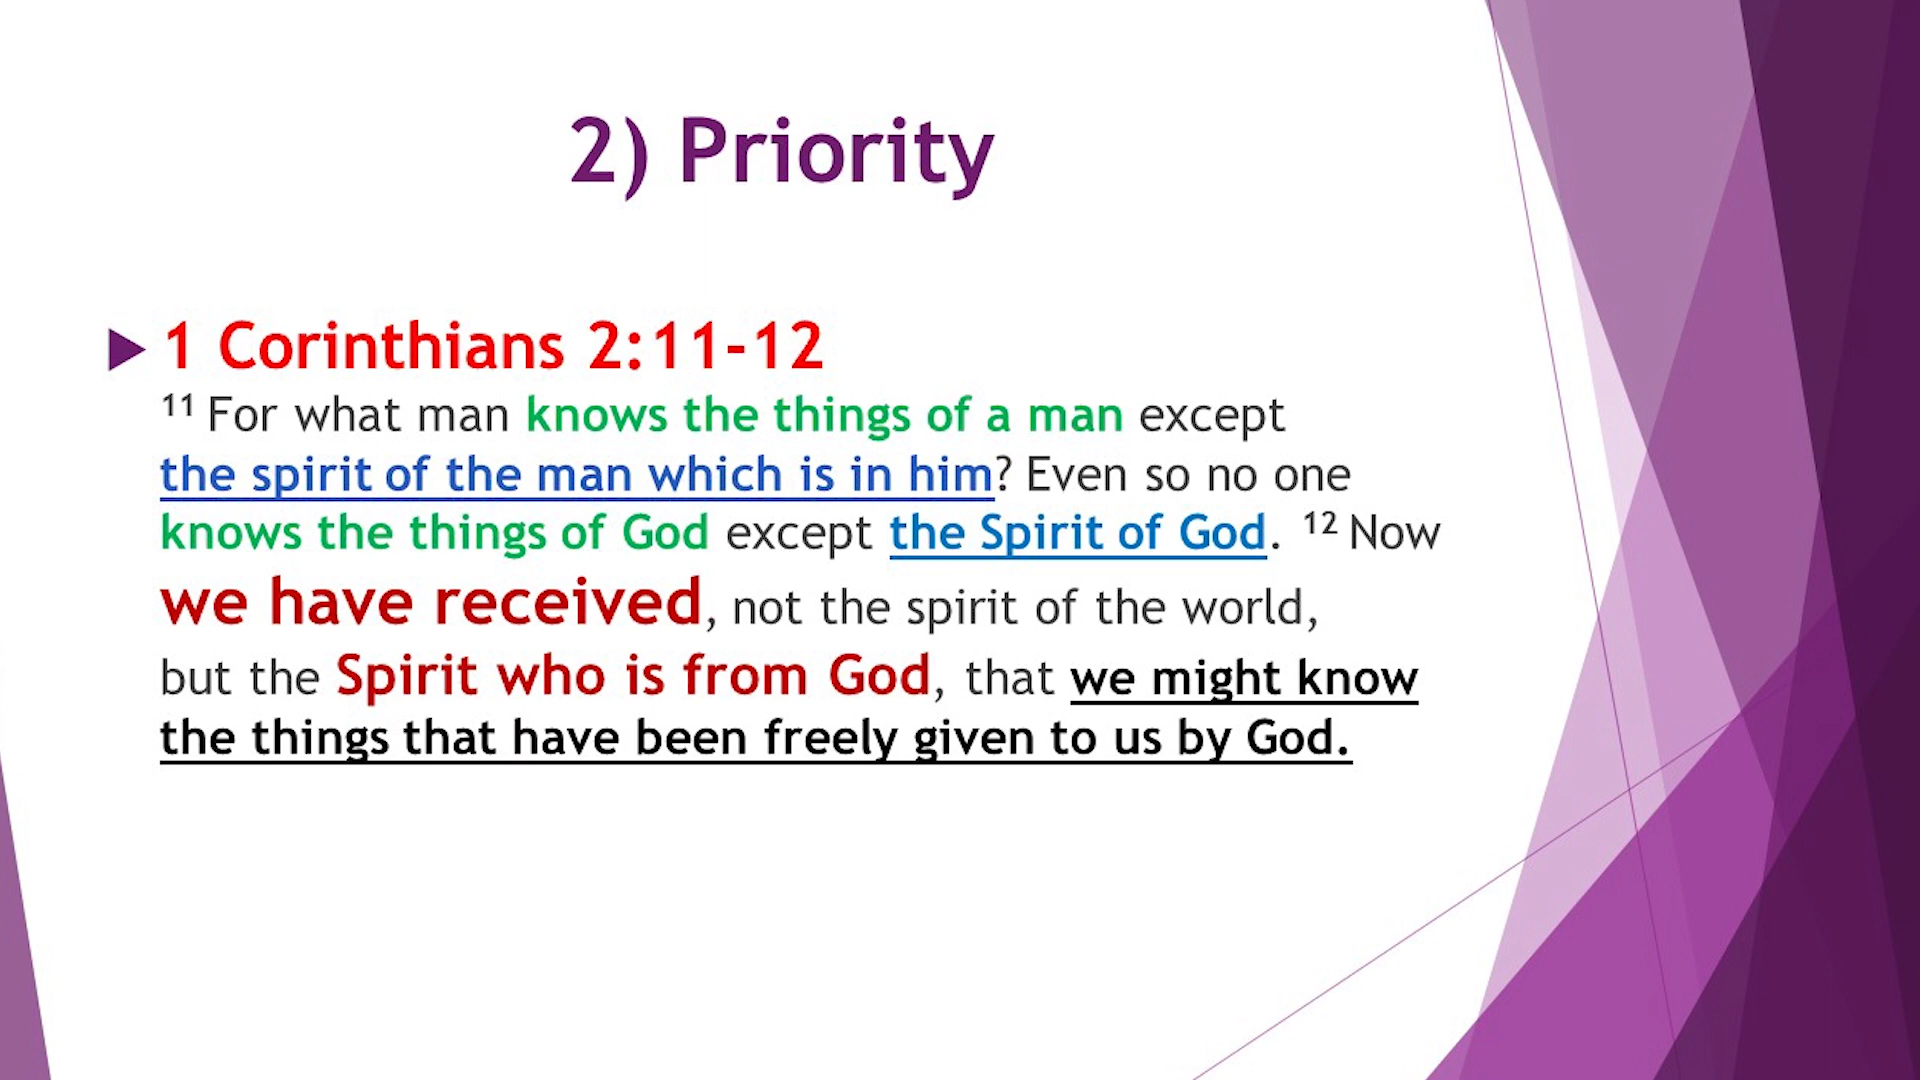 2) Priority
1 Corinthians 2:11-12
11 For what man knows the things of a man except
the spirit of the man which is in him? Even so no one
knows the things of God except the Spirit of God. 12 Now
we have received, not the spirit of the world,
but the Spirit who is from God, that we might know
the things that have been freely given to us by God.